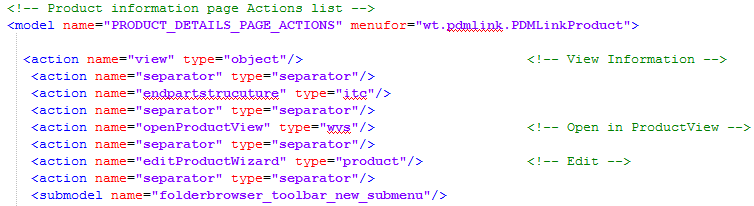 <!-- Product information page Actions list -->
<model name="PRODUCT_DETAILS_PAGE_ACTIONS" menufor="wt.pdmlink.PDMLinkProduct">
<action name="view" type="object"/> <!-- View Information -->
<action name="separator" type="separator"/>
<action name="endpartstrucuture" type="itc"/>
<action name="separator" type="separator"/>
<action name="openProductView" type="wvs"/> <!-- Open in ProductView -->
<action name="separator" type="separator"/>
<action name="editProductWizard" type="product"/> <!-- Edit -->
<action name="separator" type="separator"/>
<submodel name="folderbrowser_toolbar_new_submenu"/>